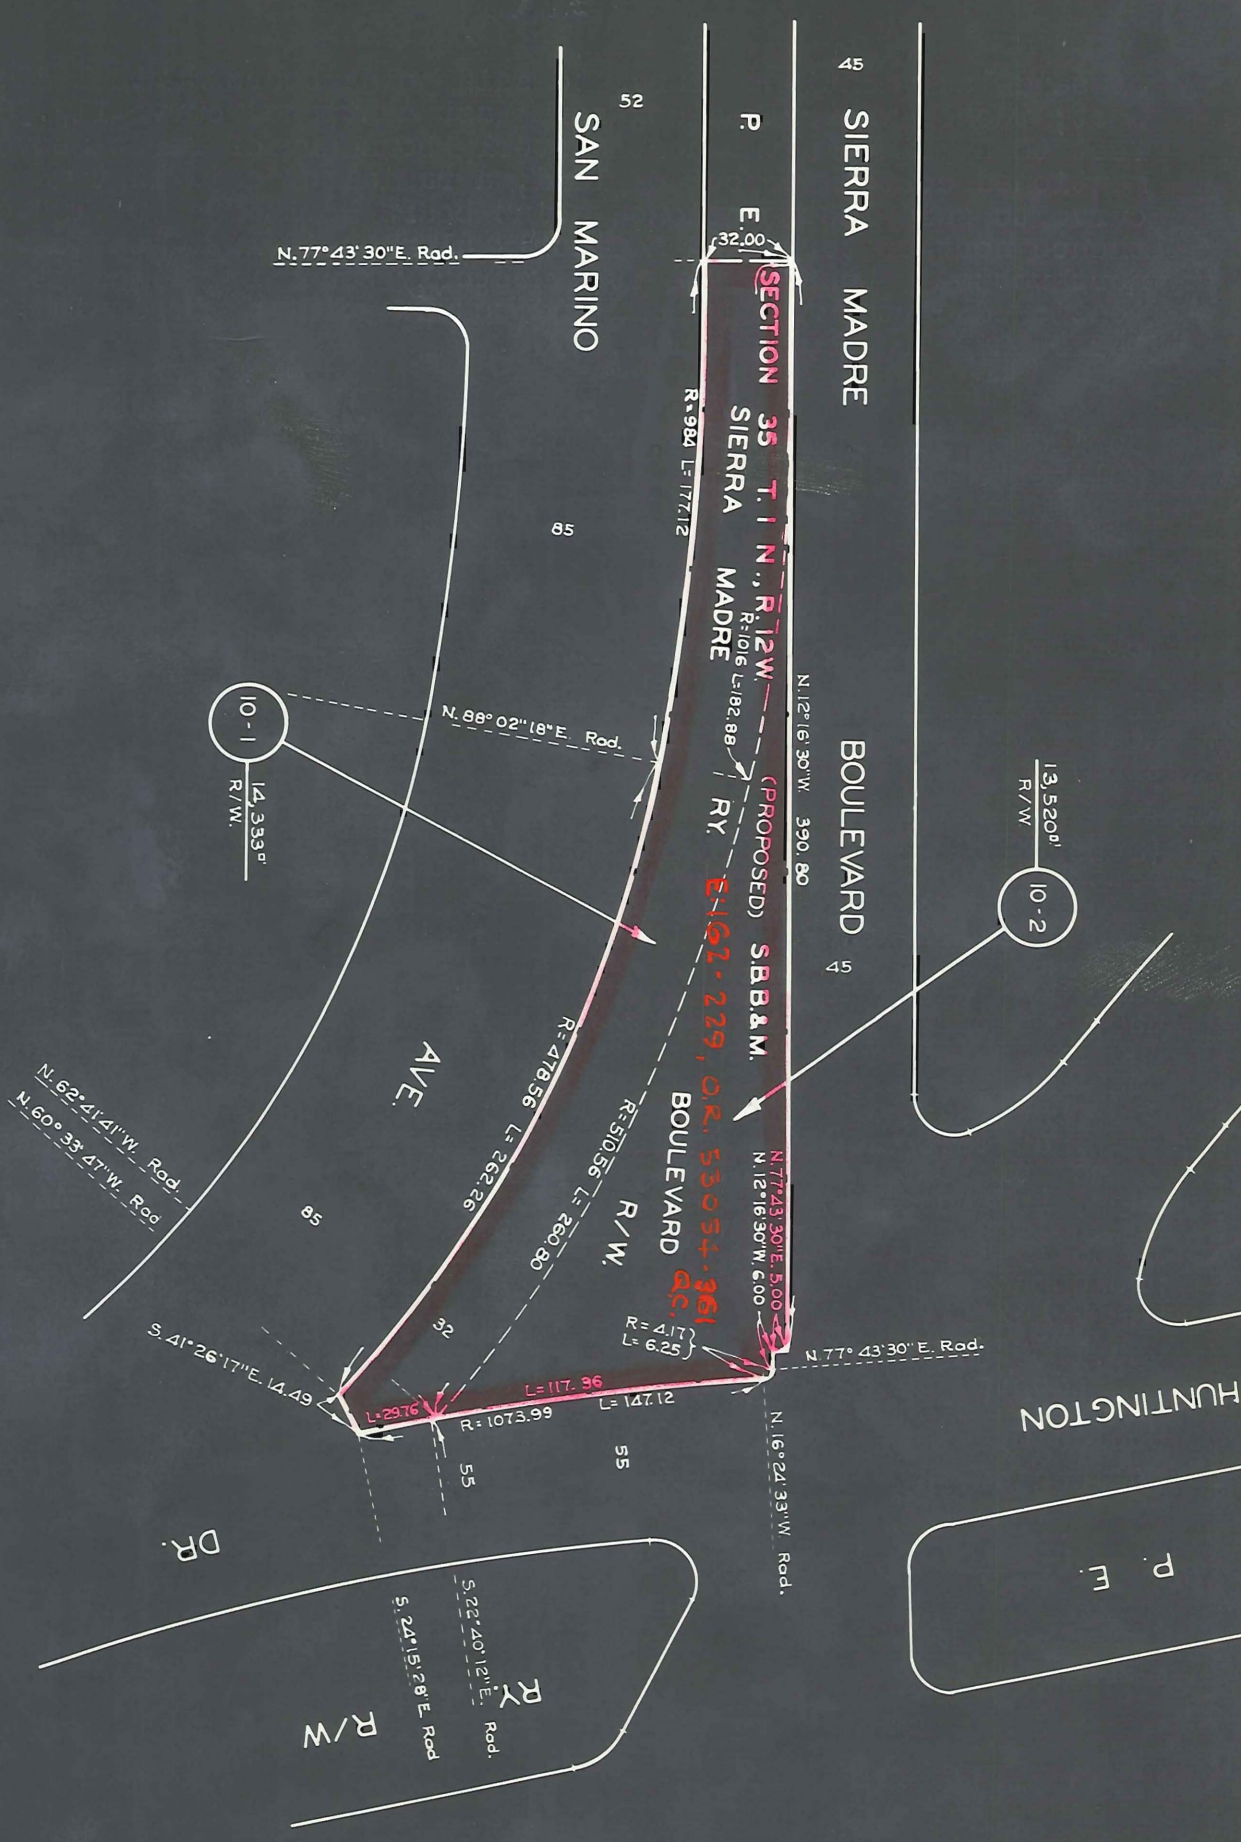 45
52
SAN MARINO
P. E.
SIERRA MADRE BOULEVARD
32.00
N.77°43'30"E. Rad.
SECTION 35 T. 1 N., R. 12 W. (PROPOSED) S.B.B.&M.
SIERRA MADRE RY.
R=984 L=177.12
R=1016 L=182.88
N.12°16'30"W. 390.80
85
N.88°02'18"E. Rad.
10-1
14,333□'
R/W.
13,520□'
R/W.
10-2
45
E:162-229, O.R. 55054-361
Q.C.
BOULEVARD
R/W.
AVE.
R=478.56 L=262.26
R=510.56 L=260.80
N.62°41'41"W. Rad.
N.60°33'47"W. Rad
85
N.77°43'30"E. 5.00
N.12°16'30"W. 6.00
R=4.17
L=6.25
32
S.41°26'17"E. 14.49
N.77°43'30"E. Rad.
L=117.36
L=29.76
L=147.12
R=1073.99
HUNTINGTON
55
55
N.16°24'33"W. Rad.
DR.
P. E.
S.22°40'12"E. Rad.
S.24°15'28"E. Rad
RY.
R/W